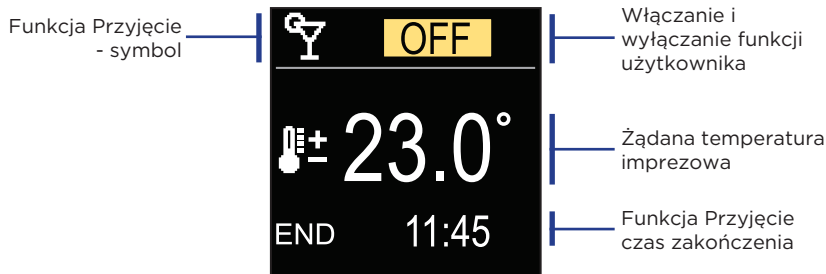 Funkcja Przyjęcie
- symbol
OFF
Włączanie i
wyłączanie funkcji
użytkownika
23.0°
Żądana temperatura
imprezowa
END 11:45
Funkcja Przyjęcie
czas zakończenia